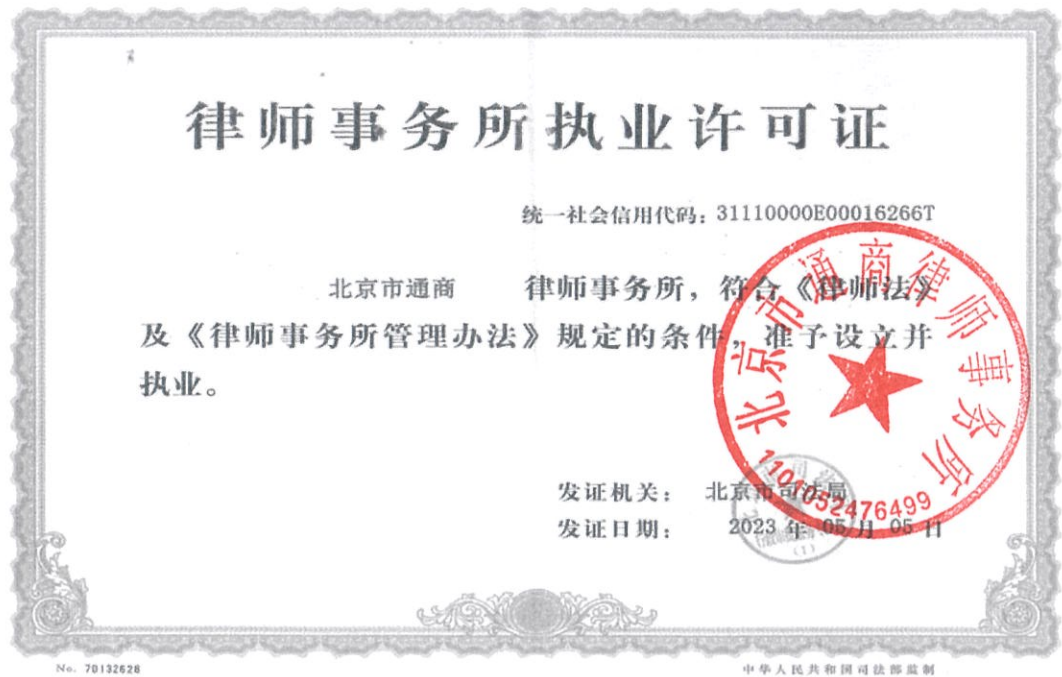 律师事务所执业许可证
统一社会信用代码: 31110000E00016266T
北京市通商 律师事务所，符合《律师法》
及《律师事务所管理办法》规定的条件，准予设立并
执业。
北京市通商律师事务所
1101052476499
发证机关： 北京市司法局
发证日期： 2023 年 05 月 05 日
No. 70132628
中华人民共和国司法部监制